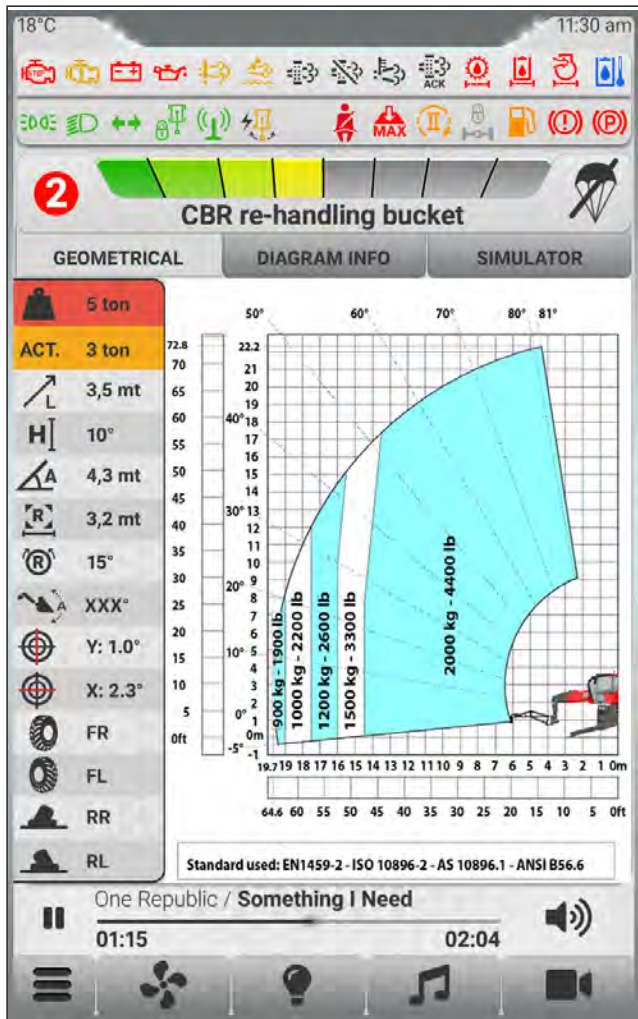 18°C 11:30 am
STOP
ACK
MAX II P
2
CBR re-handling bucket
GEOMETRICAL DIAGRAM INFO SIMULATOR
5 ton
ACT. 3 ton
L 3,5 mt
H 10°
A 4,3 mt
R 3,2 mt
R 15°
A XXX°
Y: 1.0°
X: 2.3°
FR
FL
RR
RL
50° 60° 70° 80° 81°
40°
30°
20°
10°
0°
-5°
72.8
70
65
60
55
50
45
40
35
30
25
20
15
10
5
0ft
22.2
21
20
19
18
17
16
15
14
13
12
11
10
9
8
7
6
5
4
3
2
1
0m
-1
900 kg - 1900 lb
1000 kg - 2200 lb
1200 kg - 2600 lb
1500 kg - 3300 lb
2000 kg - 4400 lb
19.7 19 18 17 16 15 14 13 12 11 10 9 8 7 6 5 4 3 2 1 0m
64.6 60 55 50 45 40 35 30 25 20 15 10 5 0ft
Standard used: EN1459-2 - ISO 10896-2 - AS 10896.1 - ANSI B56.6
One Republic / Something I Need
01:15 02:04